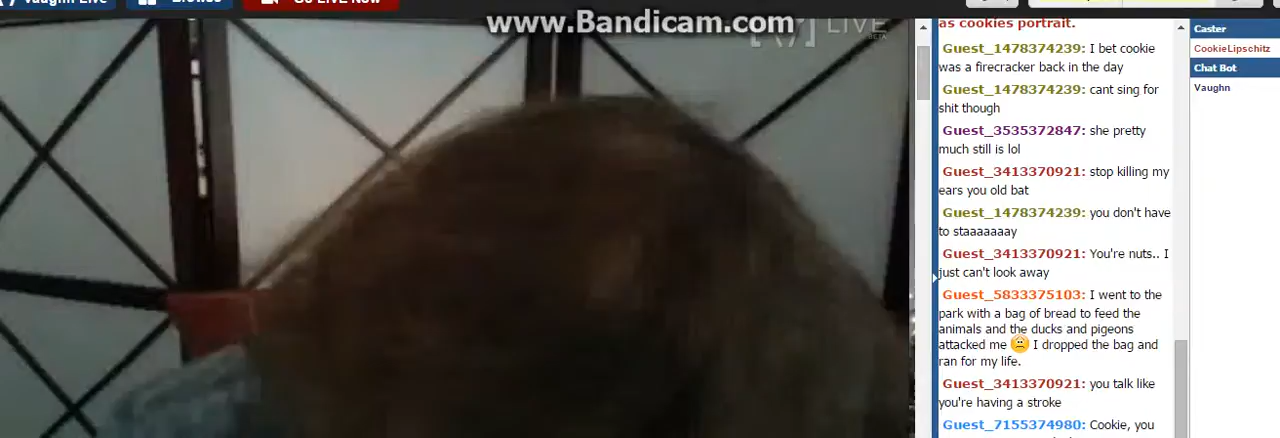 Vaughn Live
Browse
Go LIVE Now
www.Bandicam.com
LIVE
BETA
as cookies portrait.
Guest_1478374239: I bet cookie
was a firecracker back in the day
Guest_1478374239: cant sing for
shit though
Guest_3535372847: she pretty
much still is lol
Guest_3413370921: stop killing my
ears you old bat
Guest_1478374239: you don't have
to staaaaaaay
Guest_3413370921: You're nuts.. I
just can't look away
Guest_5833375103: I went to the
park with a bag of bread to feed the
animals and the ducks and pigeons
attacked me I dropped the bag and
ran for my life.
Guest_3413370921: you talk like
you're having a stroke
Guest_7155374980: Cookie, you
Caster
CookieLipschitz
Chat Bot
Vaughn